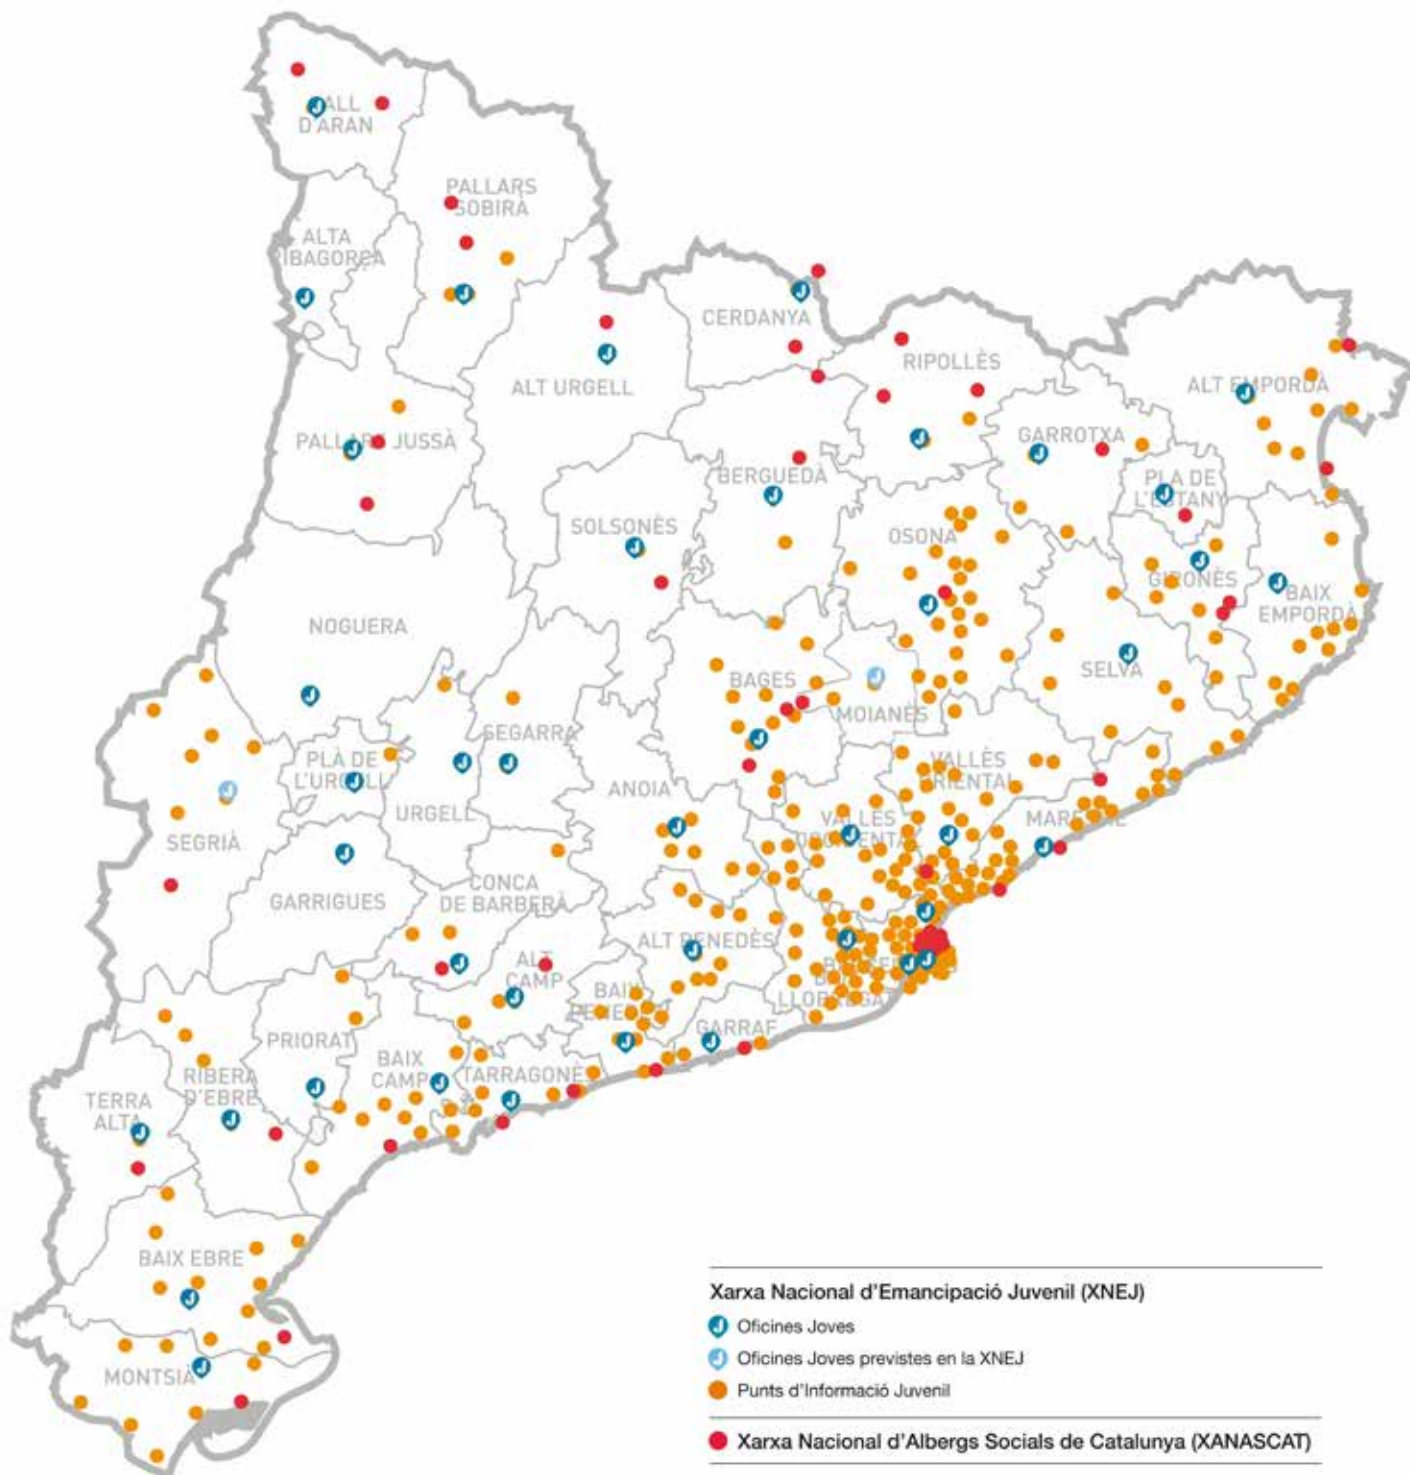 VALL
D'ARAN
PALLARS
SOBIRÀ
ALTA
RIBAGORÇA
CERDANYA
RIPOLLÈS
ALT URGELL
ALT EMPORDÀ
PALLARS JUSSÀ
GARROTXA
BERGUEDÀ
PLA DE
L'ESTANY
SOLSONÈS
OSONA
GIRONÈS
BAIX
EMPORDÀ
NOGUERA
SELVA
BAGES
MOIANÈS
SEGARRA
PLÀ DE
L'URGELL
VALLÈS
ORIENTAL
ANOIA
URGELL
VALLÈS
OCCIDENTAL
MARESME
SEGRIÀ
CONCA
DE BARBERÀ
GARRIGUES
ALT PENEDÈS
ALT
CAMP
BAIX
PENEDÈS
LLOBREGAT
GARRAF
PRIORAT
BAIX
CAMP
TARRAGONÈS
RIBERA
D'EBRE
TERRA
ALTA
BAIX EBRE
MONTSIÀ
Xarxa Nacional d'Emancipació Juvenil (XNEJ)
Oficines Joves
Oficines Joves previstes en la XNEJ
Punts d'Informació Juvenil
Xarxa Nacional d'Albergs Socials de Catalunya (XANASCAT)